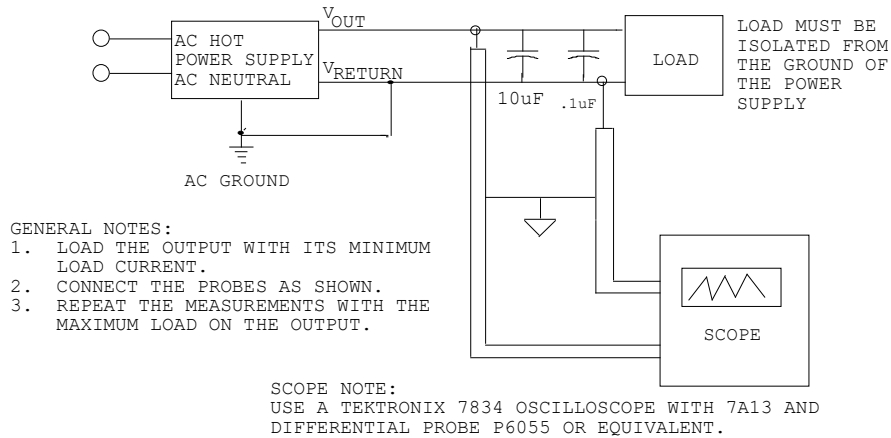 V OUT
AC HOT
POWER SUPPLY
AC NEUTRAL
V RETURN
10uF
.1uF
LOAD
LOAD MUST BE
ISOLATED FROM
THE GROUND OF
THE POWER
SUPPLY
AC GROUND
GENERAL NOTES:
1. LOAD THE OUTPUT WITH ITS MINIMUM
LOAD CURRENT.
2. CONNECT THE PROBES AS SHOWN.
3. REPEAT THE MEASUREMENTS WITH THE
MAXIMUM LOAD ON THE OUTPUT.
SCOPE
SCOPE NOTE:
USE A TEKTRONIX 7834 OSCILLOSCOPE WITH 7A13 AND
DIFFERENTIAL PROBE P6055 OR EQUIVALENT.